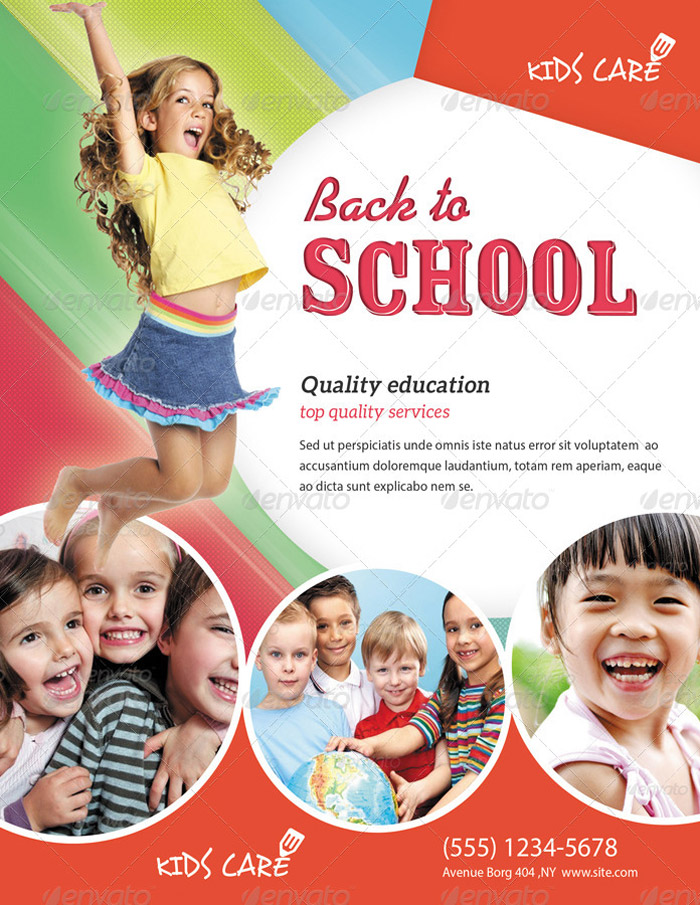 KIDS CARE
Back to
SCHOOL
Quality education
top quality services
Sed ut perspiciatis unde omnis iste natus error sit voluptatem ao
accusantium doloremque laudantium, totam rem aperiam, eaque
ao dicta sunt explicabo nem se.
KIDS CARE
(555) 1234-5678
Avenue Borg 404 ,NY www.site.com
envato